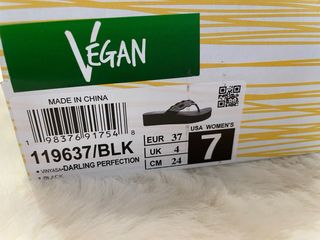 VEGAN
MADE IN CHINA
1 98376 91754 8
119637/BLK
• VINYASA-DARLING PERFECTION
• BLACK
EUR 37
UK 4
CM 24
USA WOMEN'S
7